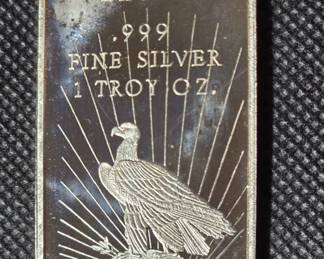 .999
FINE SILVER
1 TROY OZ.